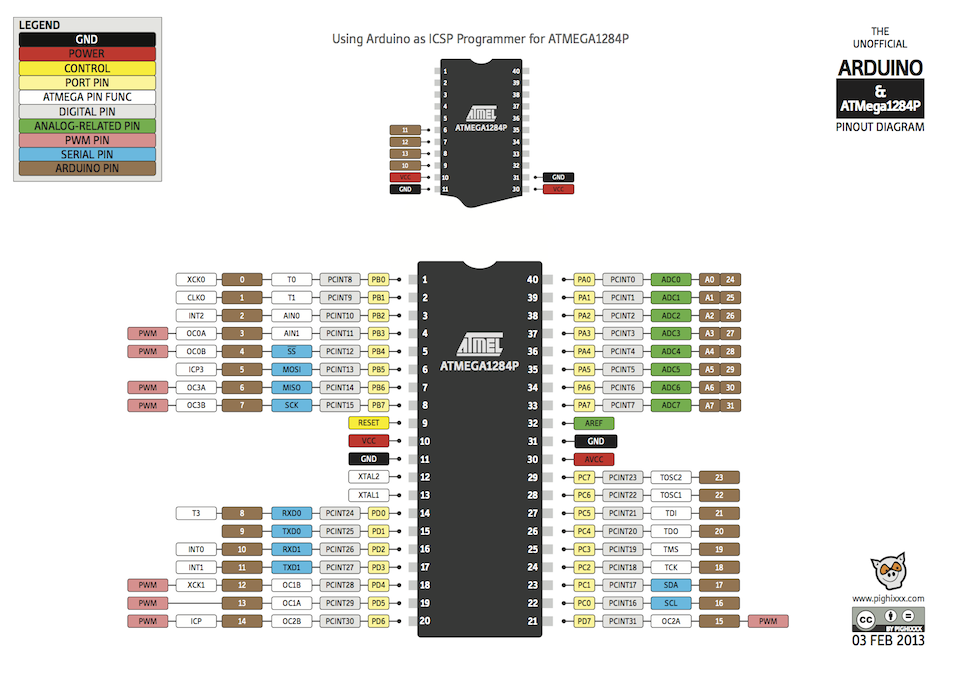 LEGEND
GND
POWER
CONTROL
PORT PIN
ATMEGA PIN FUNC
DIGITAL PIN
ANALOG-RELATED PIN
PWM PIN
SERIAL PIN
ARDUINO PIN
Using Arduino as ICSP Programmer for ATMEGA1284P
THE
UNOFFICIAL
ARDUINO
&
ATMega1284P
PINOUT DIAGRAM
1 40
2 39
3 38
4 37
ATMEL
5 36
ATMEGA1284P
11 6 35
12 7 34
13 8 33
10 9 32
VCC 10 31 GND
GND 11 30 VCC
XCK0 0 T0 PCINT8 PB0 1 40 PA0 PCINT0 ADC0 A0 24
CLKO 1 T1 PCINT9 PB1 2 39 PA1 PCINT1 ADC1 A1 25
INT2 2 AIN0 PCINT10 PB2 3 38 PA2 PCINT2 ADC2 A2 26
PWM OC0A 3 AIN1 PCINT11 PB3 4 37 PA3 PCINT3 ADC3 A3 27
ATMEL
PWM OC0B 4 SS PCINT12 PB4 5 36 PA4 PCINT4 ADC4 A4 28
ATMEGA1284P
ICP3 5 MOSI PCINT13 PB5 6 35 PA5 PCINT5 ADC5 A5 29
PWM OC3A 6 MISO PCINT14 PB6 7 34 PA6 PCINT6 ADC6 A6 30
PWM OC3B 7 SCK PCINT15 PB7 8 33 PA7 PCINT7 ADC7 A7 31
RESET 9 32 AREF
VCC 10 31 GND
GND 11 30 AVCC
XTAL2 12 29 PC7 PCINT23 TOSC2 23
XTAL1 13 28 PC6 PCINT22 TOSC1 22
T3 8 RXD0 PCINT24 PD0 14 27 PC5 PCINT21 TDI 21
9 TXD0 PCINT25 PD1 15 26 PC4 PCINT20 TDO 20
INT0 10 RXD1 PCINT26 PD2 16 25 PC3 PCINT19 TMS 19
INT1 11 TXD1 PCINT27 PD3 17 24 PC2 PCINT18 TCK 18
PWM XCK1 12 OC1B PCINT28 PD4 18 23 PC1 PCINT17 SDA 17
PWM 13 OC1A PCINT29 PD5 19 22 PC0 PCINT16 SCL 16
PWM ICP 14 OC2B PCINT30 PD6 20 21 PD7 PCINT31 OC2A 15 PWM
www.pighixxx.com
cc
BY PIGHIXXX
03 FEB 2013